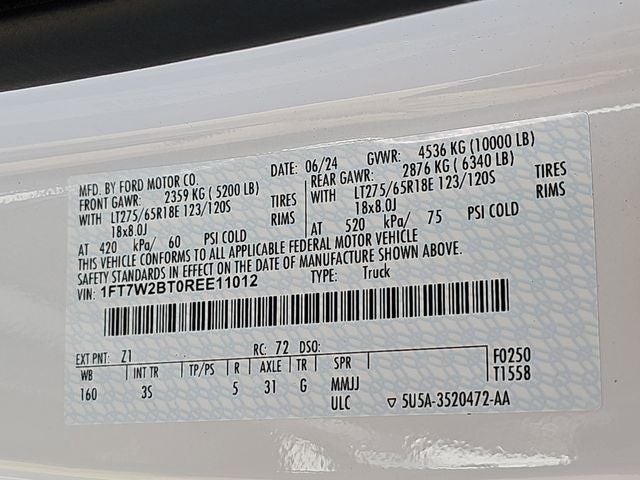 MFD. BY FORD MOTOR CO. DATE: 06/24 GVWR: 4536 KG (10000 LB)
FRONT GAWR: 2359 KG ( 5200 LB) REAR GAWR: 2876 KG ( 6340 LB)
WITH LT275/65R18E 123/120S TIRES WITH LT275/65R18E 123/120S TIRES
18x8.0J RIMS 18x8.0J RIMS
AT 420 kPa/ 60 PSI COLD AT 520 kPa/ 75 PSI COLD
THIS VEHICLE CONFORMS TO ALL APPLICABLE FEDERAL MOTOR VEHICLE
SAFETY STANDARDS IN EFFECT ON THE DATE OF MANUFACTURE SHOWN ABOVE.
VIN: 1FT7W2BT0REE11012 TYPE: Truck
EXT PNT: Z1 RC: 72 DSO: F0250
WB INT TR TP/PS R AXLE TR SPR T1558
160 3S 5 31 G MMJJ
ULC ▽ 5U5A-3520472-AA